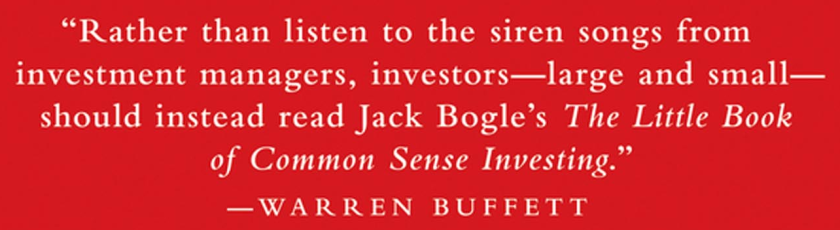 “Rather than listen to the siren songs from
investment managers, investors—large and small—
should instead read Jack Bogle’s The Little Book
of Common Sense Investing.”
—WARREN BUFFETT